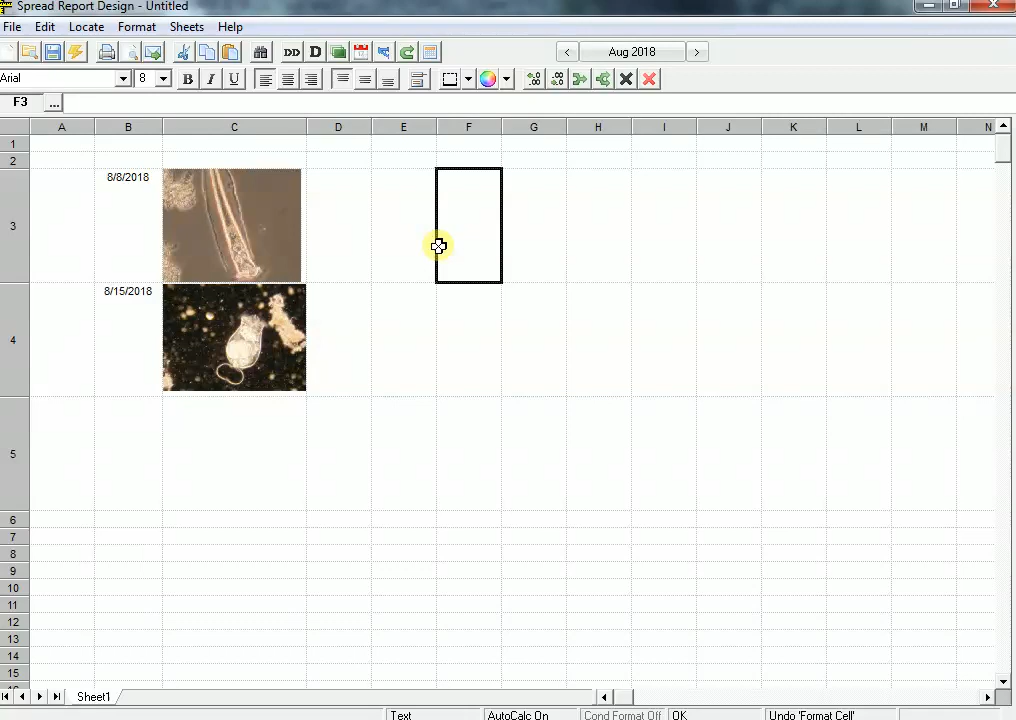 Spread Report Design - Untitled
File Edit Locate Format Sheets Help
DD D < Aug 2018 >
Arial 8 B I U
F3 ...
A B C D E F G H I J K L M N
1
2
3 8/8/2018
4 8/15/2018
5
6
7
8
9
10
11
12
13
14
15
Sheet1
Text AutoCalc On Cond Format Off OK Undo 'Format Cell'